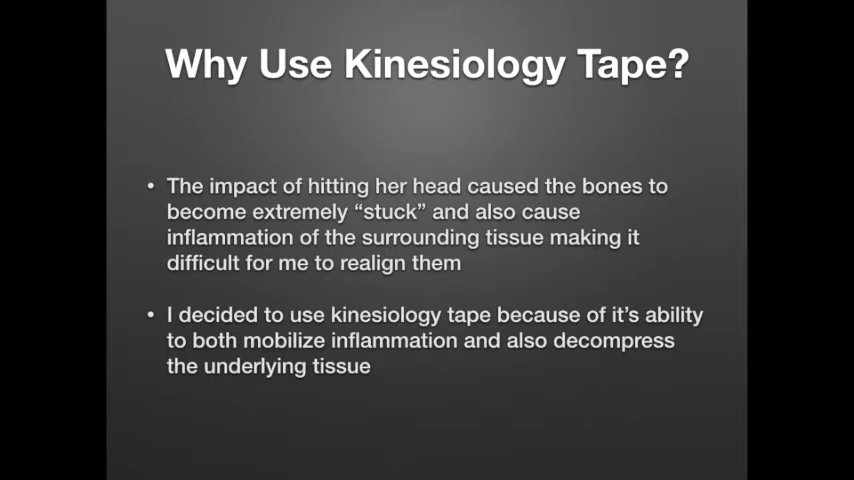 Why Use Kinesiology Tape?
• The impact of hitting her head caused the bones to
become extremely “stuck” and also cause
inflammation of the surrounding tissue making it
difficult for me to realign them
• I decided to use kinesiology tape because of it’s ability
to both mobilize inflammation and also decompress
the underlying tissue